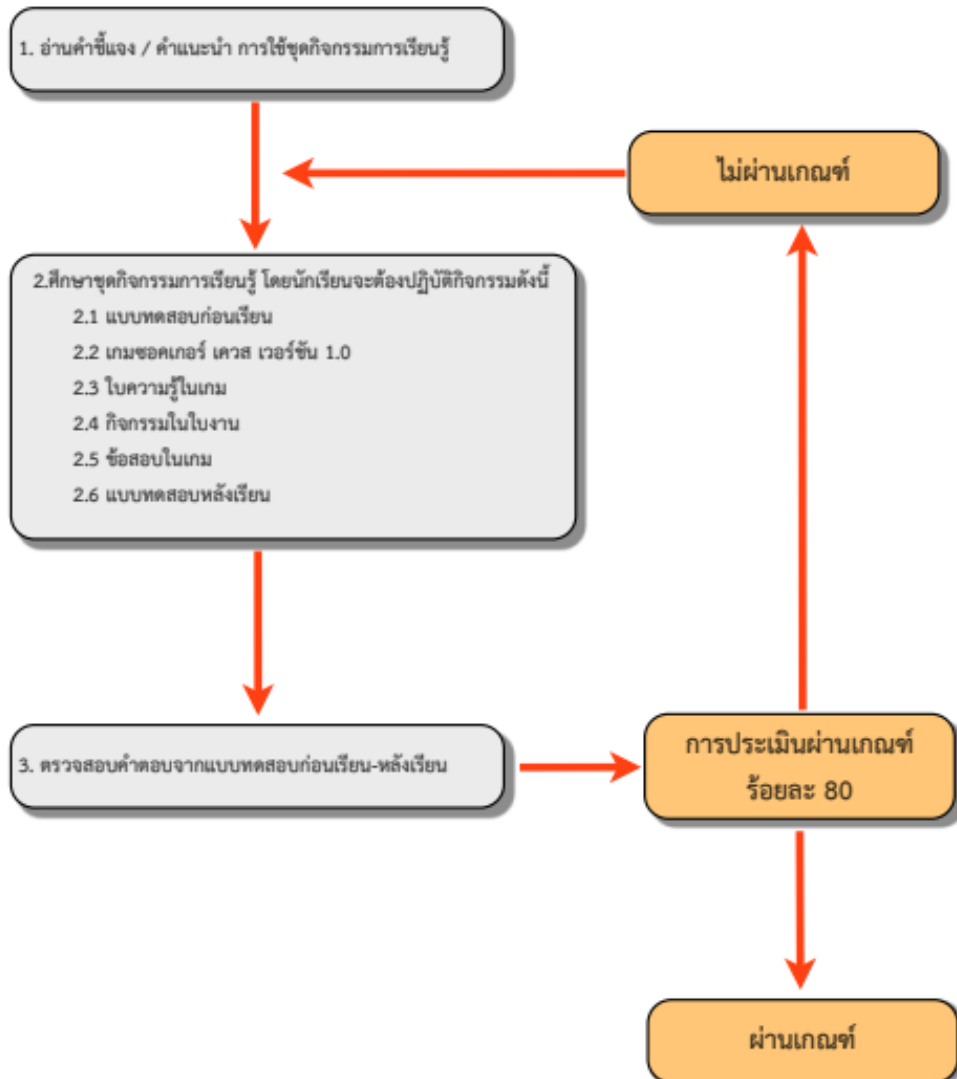 1. อ่านคำชี้แจง / คำแนะนำ การใช้ชุดกิจกรรมการเรียนรู้
ไม่ผ่านเกณฑ์
2.ศึกษาชุดกิจกรรมการเรียนรู้ โดยนักเรียนจะต้องปฏิบัติกิจกรรมดังนี้
2.1 แบบทดสอบก่อนเรียน
2.2 เกมซอคเกอร์ เควส เวอร์ชัน 1.0
2.3 ใบความรู้ในเกม
2.4 กิจกรรมในใบงาน
2.5 ข้อสอบในเกม
2.6 แบบทดสอบหลังเรียน
3. ตรวจสอบคำตอบจากแบบทดสอบก่อนเรียน-หลังเรียน
การประเมินผ่านเกณฑ์
ร้อยละ 80
ผ่านเกณฑ์